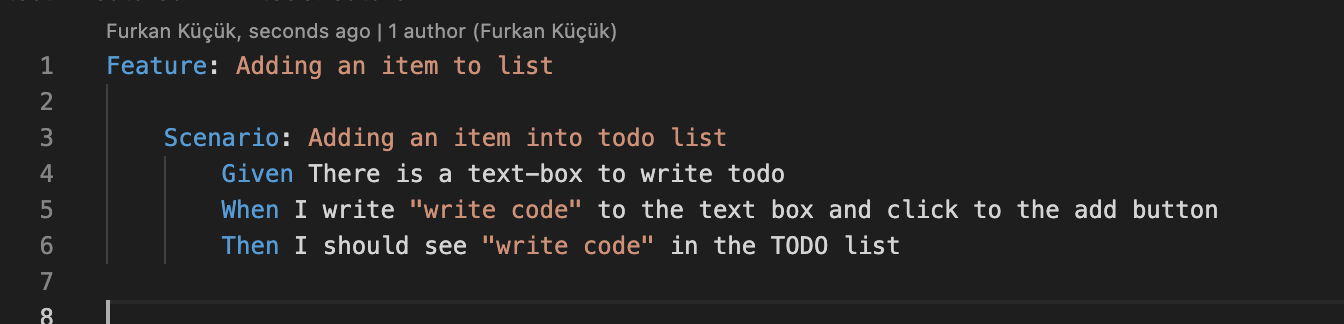 Furkan Küçük, seconds ago | 1 author (Furkan Küçük)
1 Feature: Adding an item to list
2
3 Scenario: Adding an item into todo list
4 Given There is a text-box to write todo
5 When I write "write code" to the text box and click to the add button
6 Then I should see "write code" in the TODO list
7
8